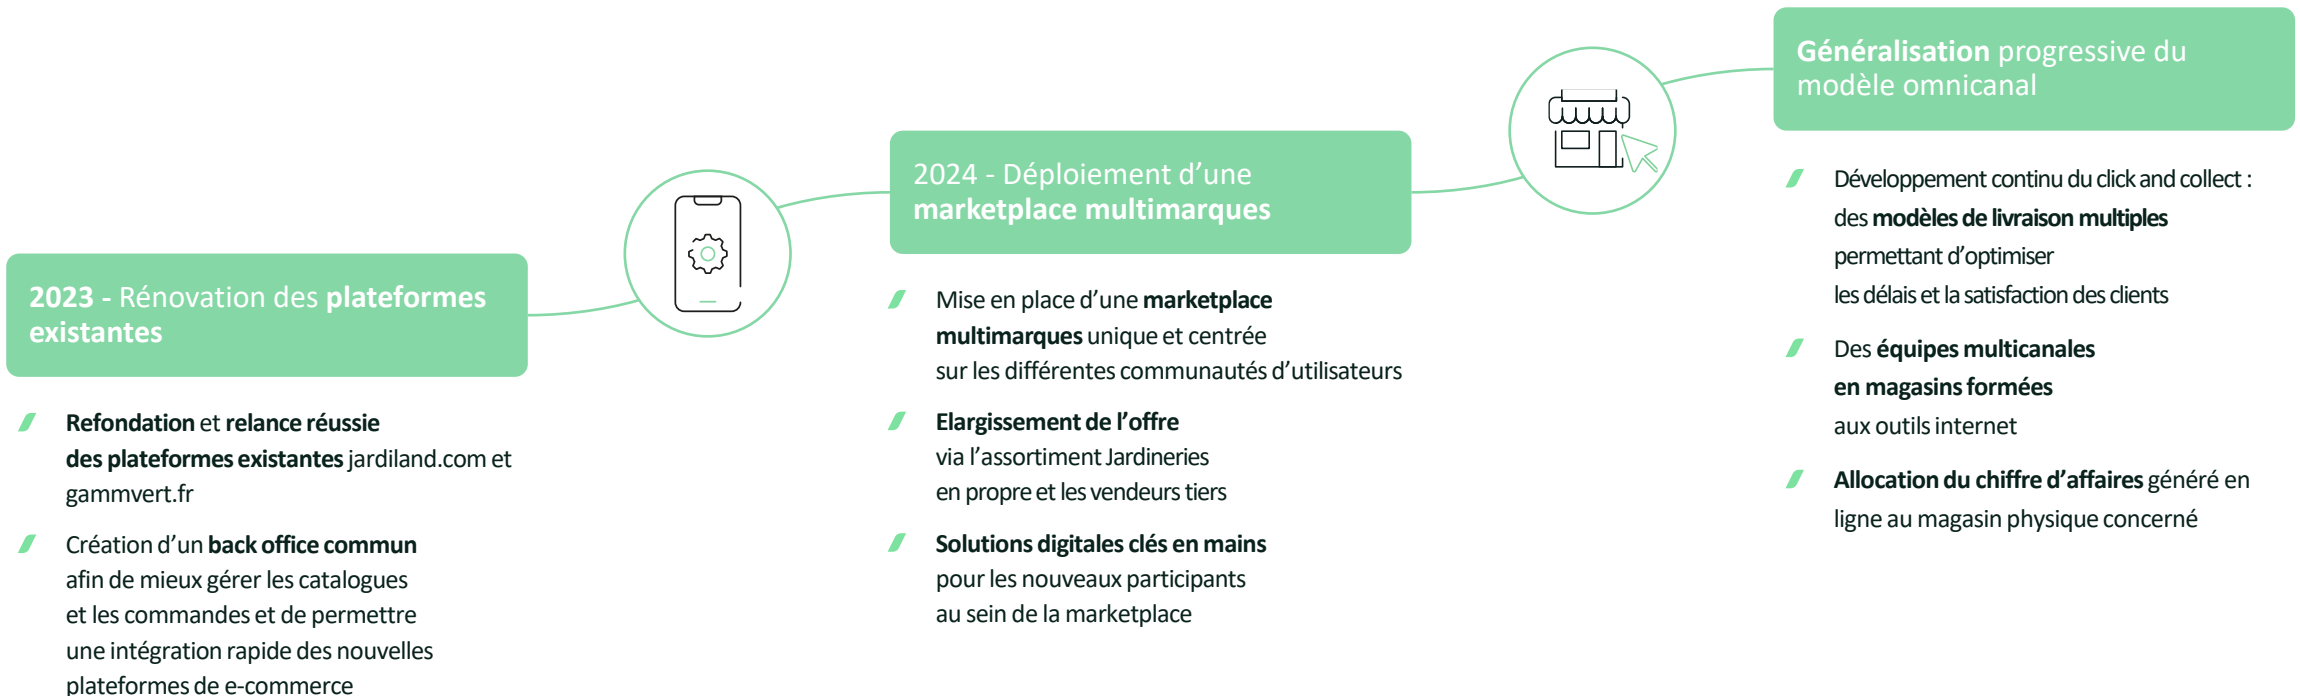 2023 - Rénovation des plateformes
existantes
Refondation et relance réussie
des plateformes existantes jardiland.com et
gammvert.fr
Création d’un back office commun
afin de mieux gérer les catalogues
et les commandes et de permettre
une intégration rapide des nouvelles
plateformes de e-commerce
2024 - Déploiement d’une
marketplace multimarques
Mise en place d’une marketplace
multimarques unique et centrée
sur les différentes communautés d’utilisateurs
Elargissement de l’offre
via l’assortiment Jardineries
en propre et les vendeurs tiers
Solutions digitales clés en mains
pour les nouveaux participants
au sein de la marketplace
Généralisation progressive du
modèle omnicanal
Développement continu du click and collect :
des modèles de livraison multiples
permettant d’optimiser
les délais et la satisfaction des clients
Des équipes multicanales
en magasins formées
aux outils internet
Allocation du chiffre d’affaires généré en
ligne au magasin physique concerné